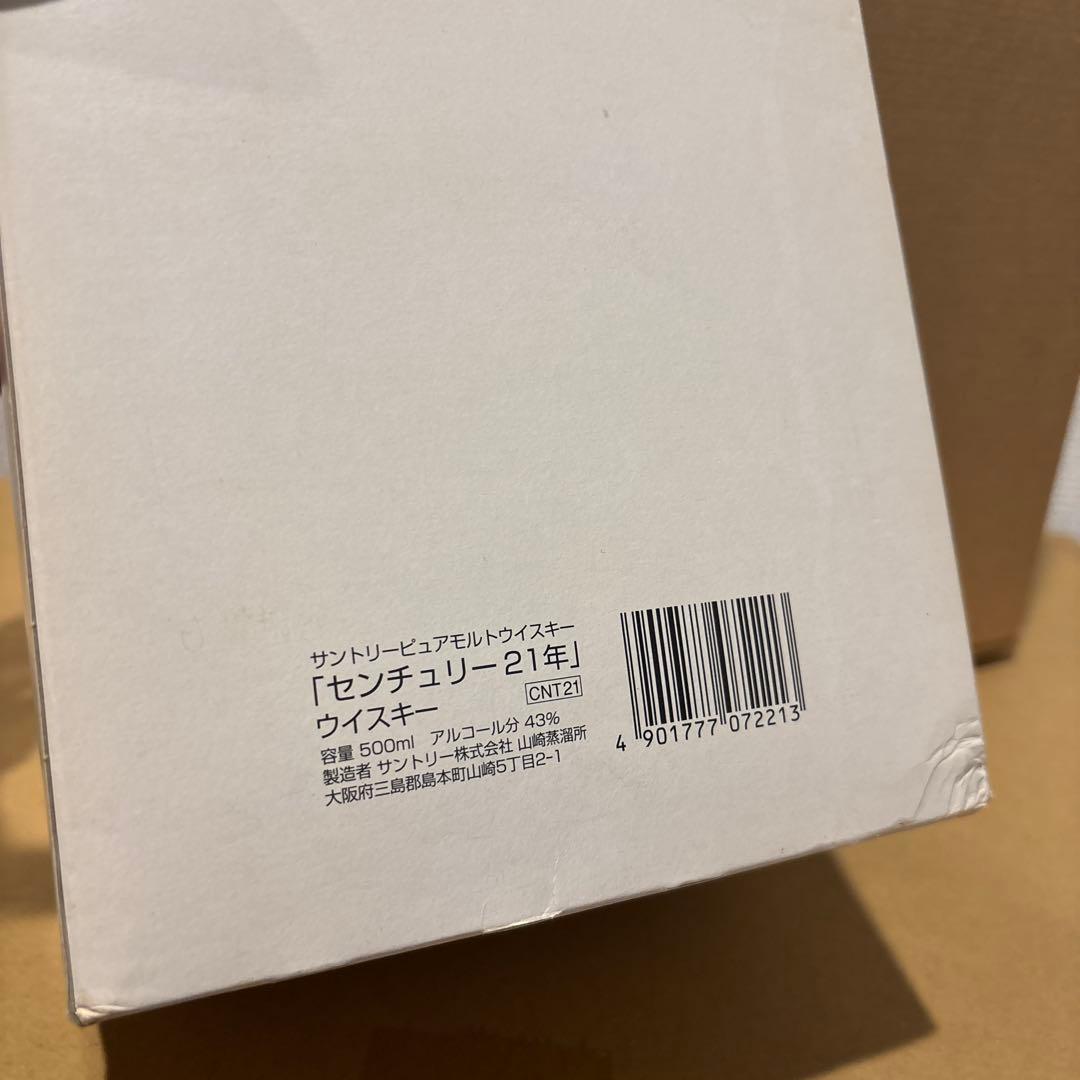 サントリーピュアモルトウイスキー
「センチュリー21年」
ウイスキー CNT21
容量 500ml アルコール分 43%
製造者 サントリー株式会社 山崎蒸溜所
大阪府三島郡島本町山崎5丁目2-1
4 901777 072213